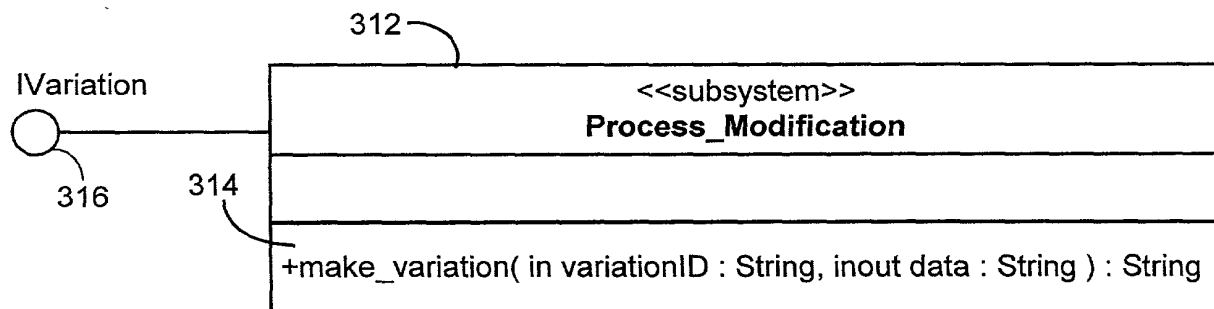 312
IVariation
<<subsystem>>
Process_Modification
316
314
+make_variation( in variationID : String, inout data : String ) : String